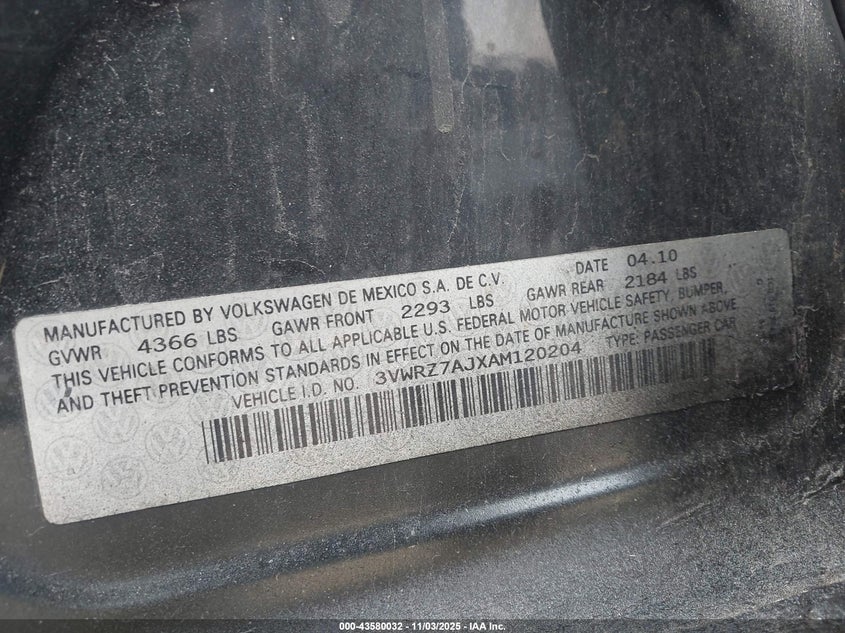 MANUFACTURED BY VOLKSWAGEN DE MEXICO S.A. DE C.V. DATE 04.10
GVWR 4366 LBS GAWR FRONT 2293 LBS GAWR REAR 2184 LBS
THIS VEHICLE CONFORMS TO ALL APPLICABLE U.S. FEDERAL MOTOR VEHICLE SAFETY, BUMPER,
AND THEFT PREVENTION STANDARDS IN EFFECT ON THE DATE OF MANUFACTURE SHOWN ABOVE
VEHICLE I.D. NO. 3VWRZ7AJXAM120204 TYPE: PASSENGER CAR
000-43580032 | 11/03/2025 - IAA Inc.